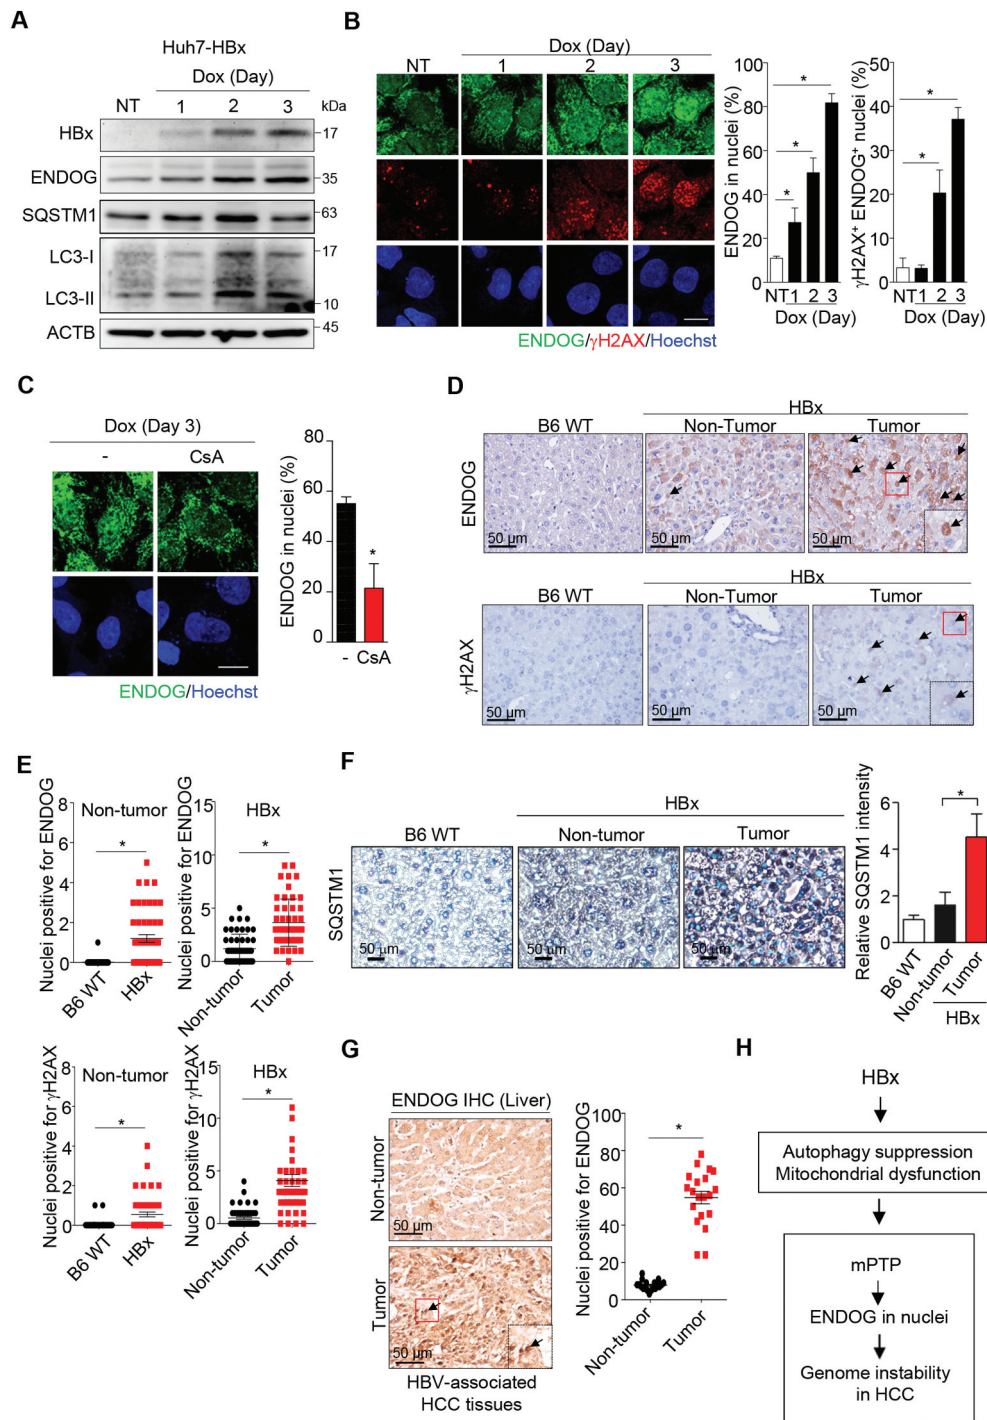 A
Huh7-HBx
Dox (Day)
NT 1 2 3 kDa
HBx 17
ENDOG 35
SQSTM1 63
LC3-I 17
LC3-II 10
ACTB 45
B
Dox (Day)
NT 1 2 3
ENDOG/γH2AX/Hoechst
ENDOG in nuclei (%)
100
80
60
40
20
0
* * *
NT 1 2 3
Dox (Day)
γH2AX⁺ ENDOG⁺ nuclei (%)
50
40
30
20
10
0
* *
NT 1 2 3
Dox (Day)
C
Dox (Day 3)
- CsA
ENDOG/Hoechst
ENDOG in nuclei (%)
80
60
40
20
0
*
- CsA
D
HBx
B6 WT Non-Tumor Tumor
ENDOG
50 μm 50 μm 50 μm
HBx
B6 WT Non-Tumor Tumor
γH2AX
50 μm 50 μm 50 μm
E
Nuclei positive for ENDOG
Non-tumor
8
6
4
2
0
*
B6 WT HBx
Nuclei positive for ENDOG
HBx
15
10
5
0
*
Non-tumor Tumor
Nuclei positive for γH2AX
Non-tumor
8
6
4
2
0
*
B6 WT HBx
Nuclei positive for γH2AX
HBx
15
10
5
0
*
Non-tumor Tumor
F
HBx
B6 WT Non-tumor Tumor
SQSTM1
50 μm 50 μm 50 μm
Relative SQSTM1 intensity
6
4
2
0
*
B6 WT Non-tumor Tumor
HBx
G
ENDOG IHC (Liver)
Non-tumor
50 μm
Tumor
50 μm
HBV-associated
HCC tissues
Nuclei positive for ENDOG
100
80
60
40
20
0
*
Non-tumor Tumor
H
HBx
Autophagy suppression
Mitochondrial dysfunction
mPTP
ENDOG in nuclei
Genome instability
in HCC